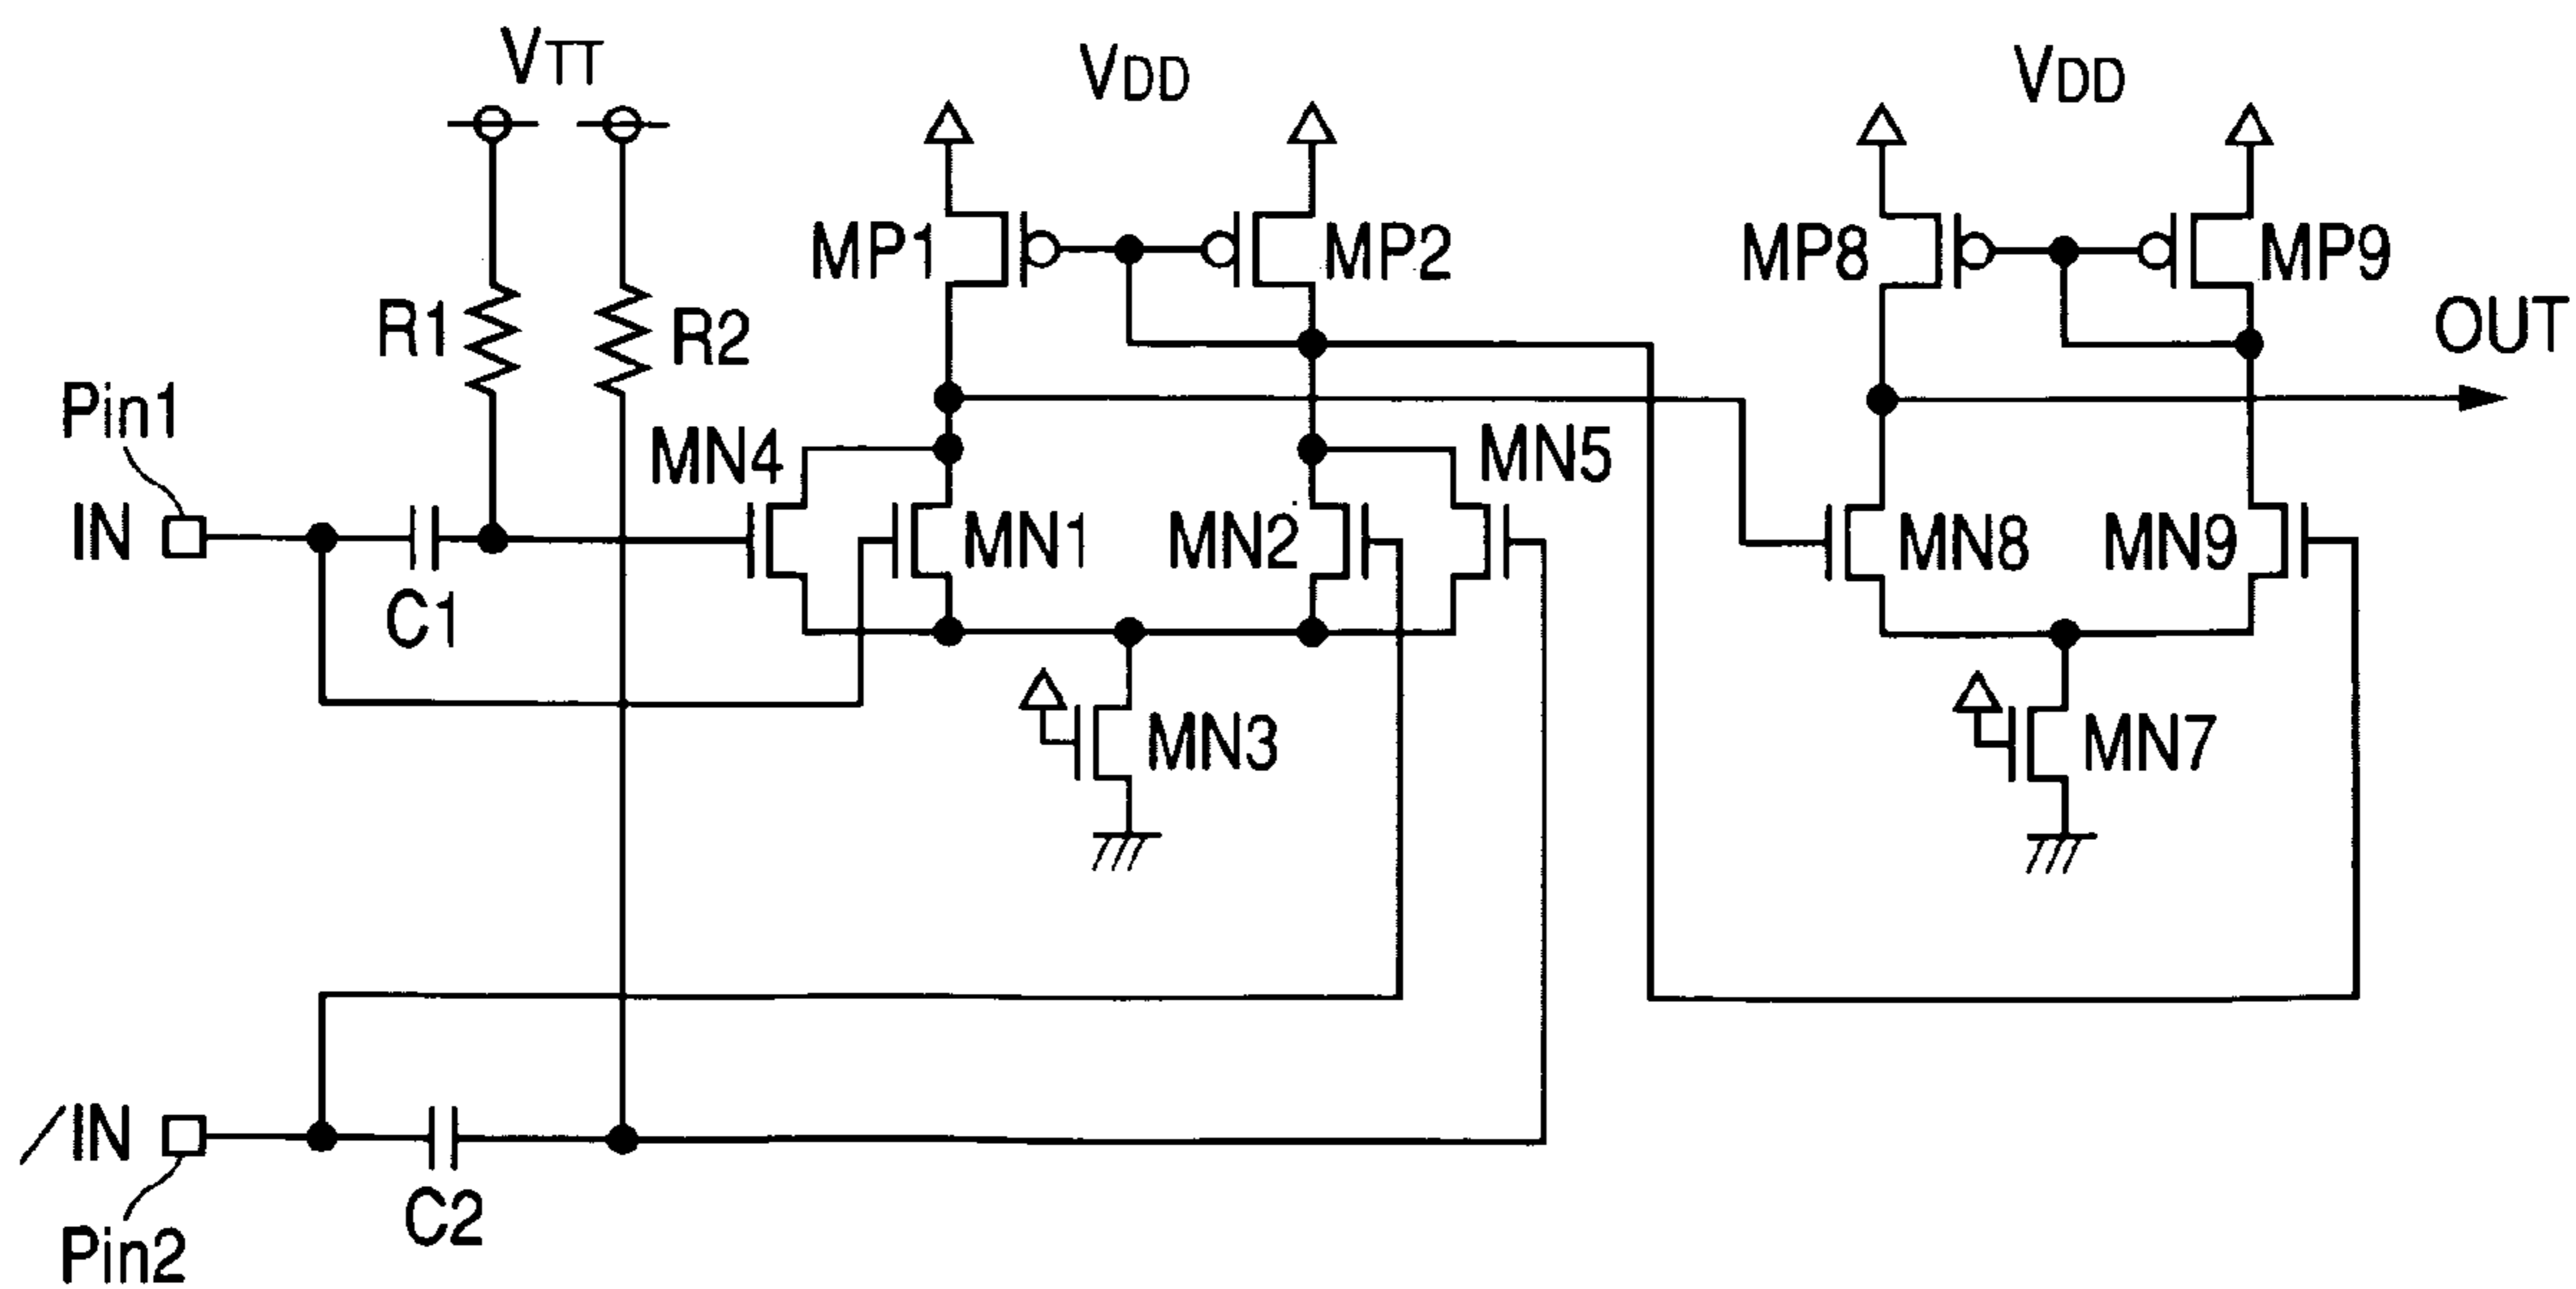 VTT
VDD
VDD
MP1
MP2
MP8
MP9
R1
R2
OUT
Pin1
MN4
MN5
IN
MN1
MN2
MN8
MN9
C1
MN3
MN7
/IN
C2
Pin2